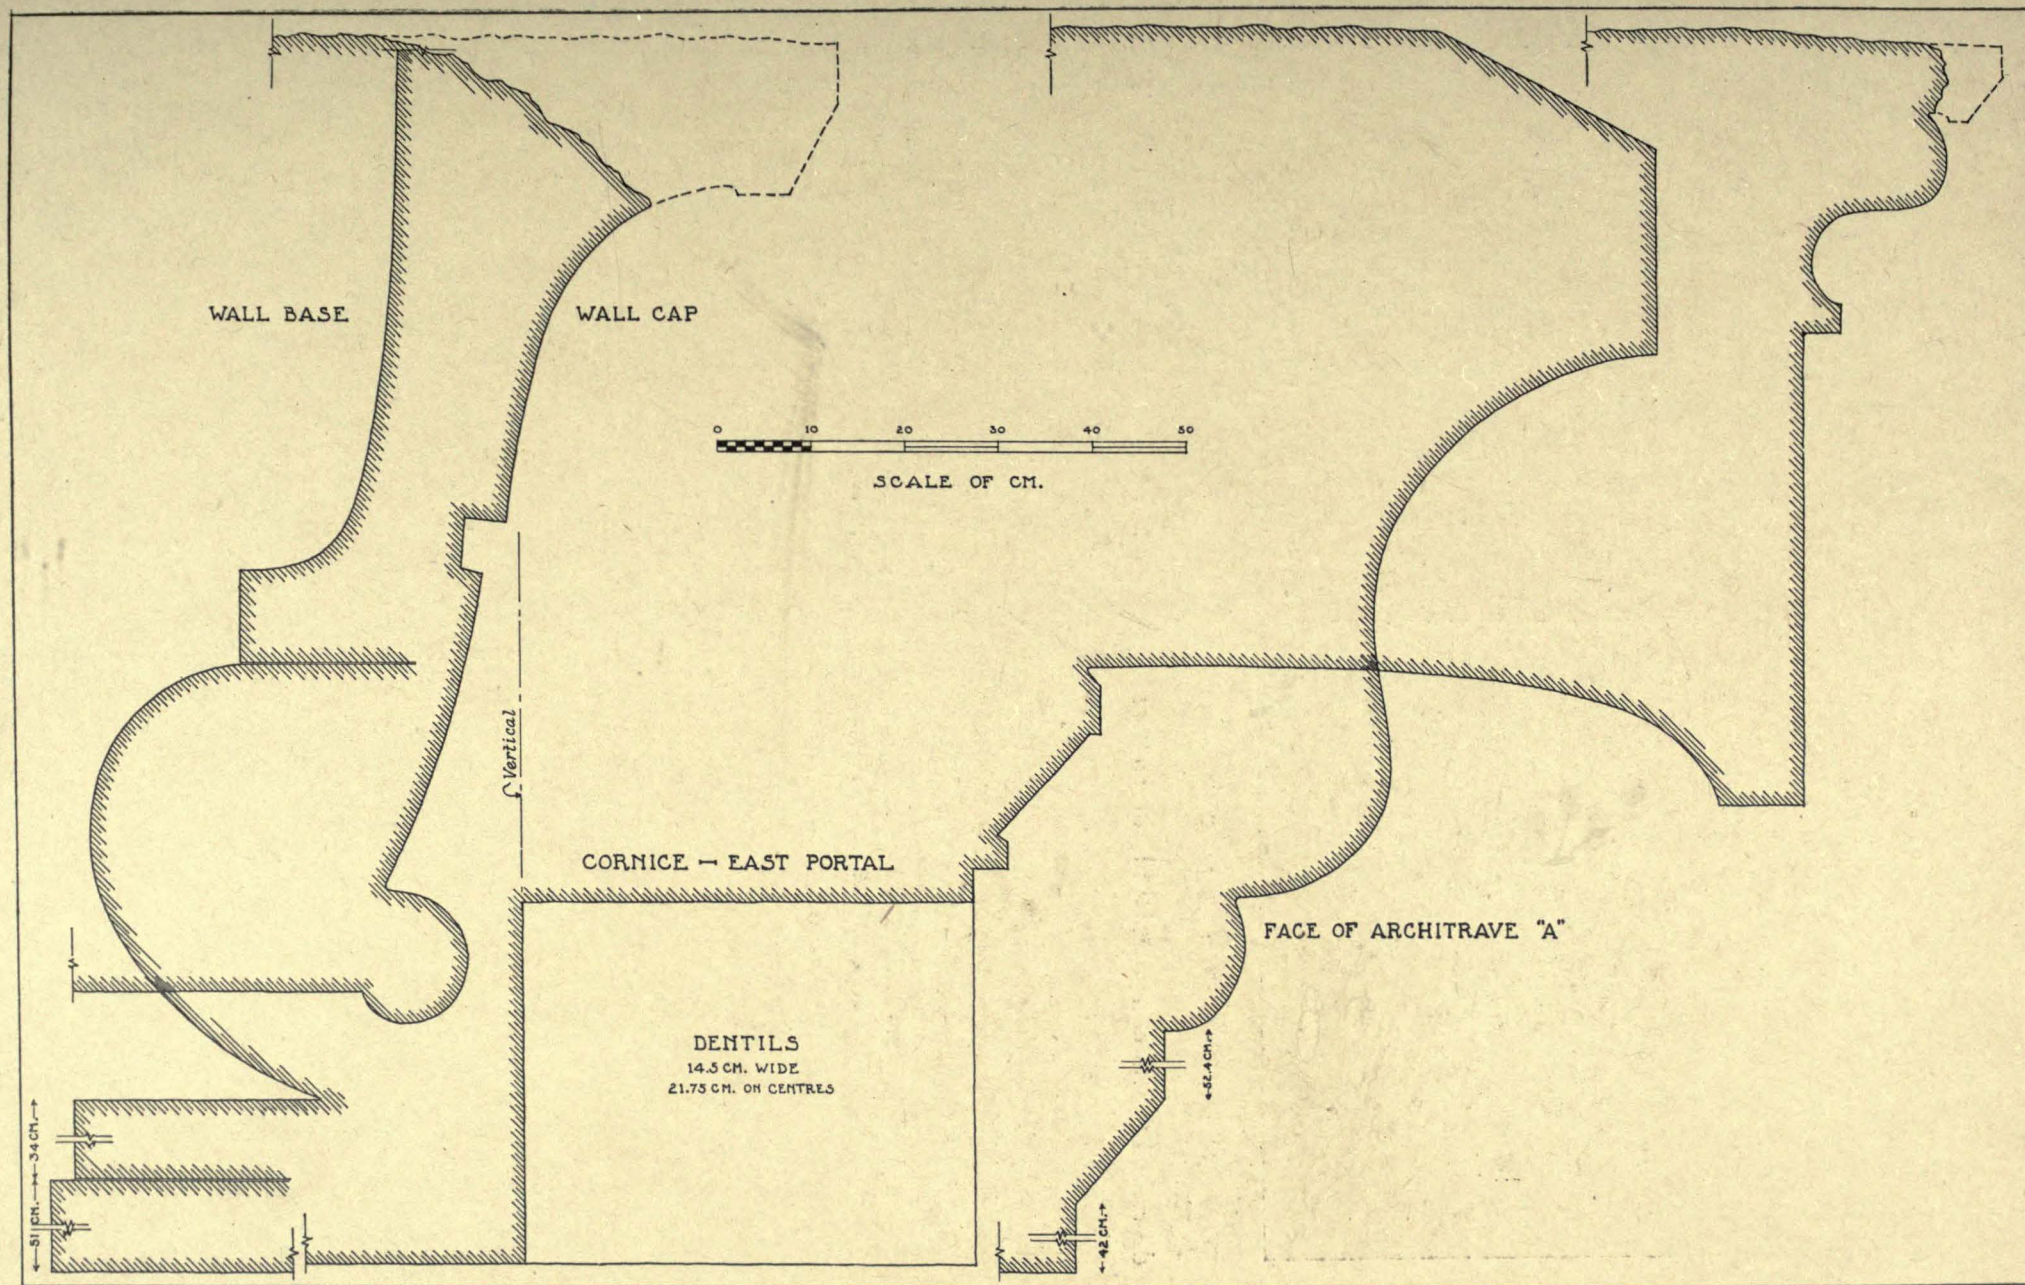 WALL BASE
WALL CAP
0 10 20 30 40 50
SCALE OF CM.
Vertical
CORNICE — EAST PORTAL
FACE OF ARCHITRAVE "A"
DENTILS
14.5 CM. WIDE
21.75 CM. ON CENTRES
52.4 CM.
34 CM.
51 CM.
42 CM.